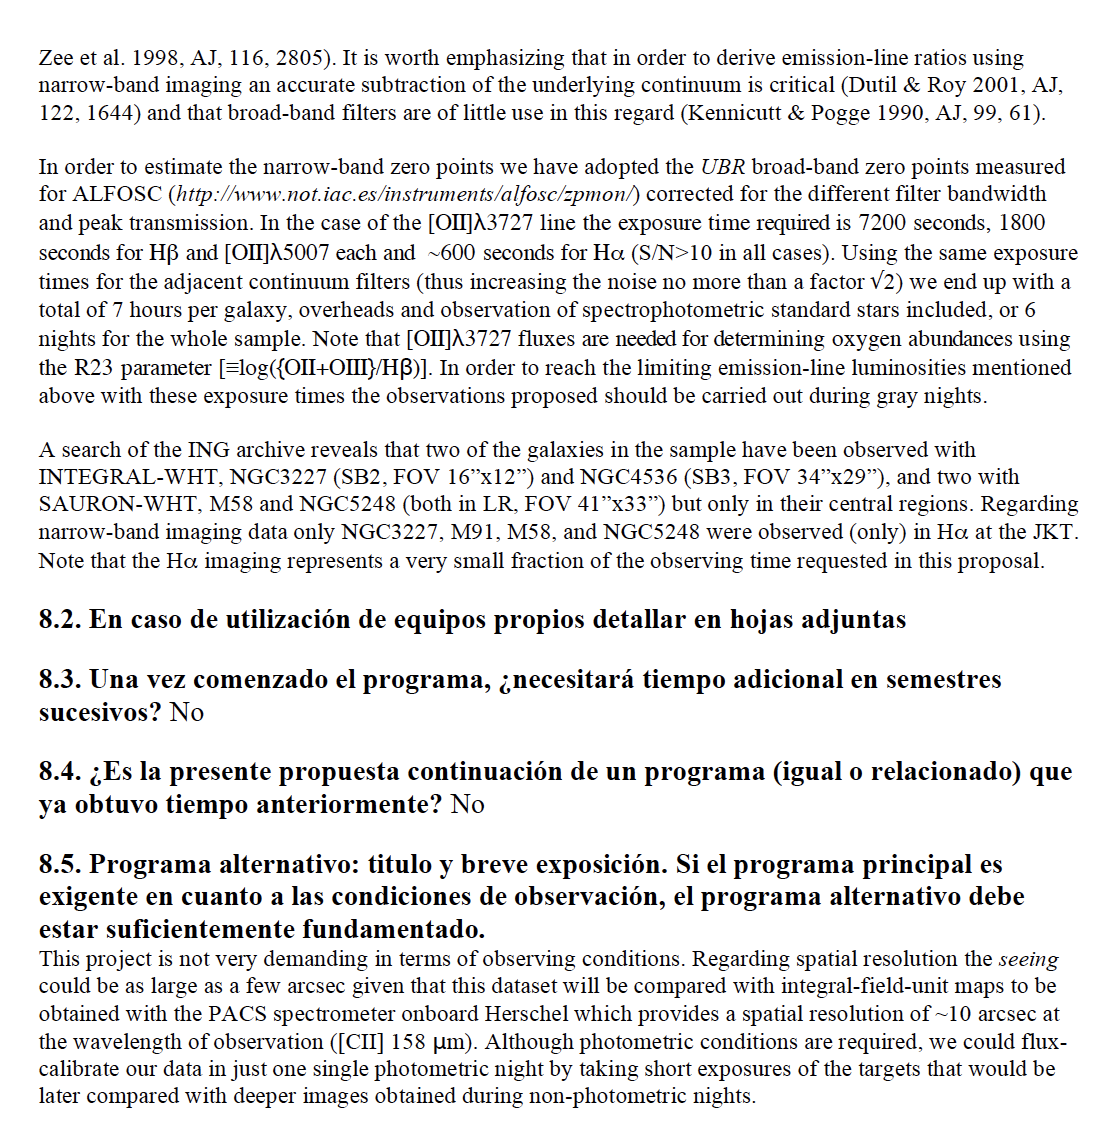 Zee et al. 1998, AJ, 116, 2805). It is worth emphasizing that in order to derive emission-line ratios using
narrow-band imaging an accurate subtraction of the underlying continuum is critical (Dutil & Roy 2001, AJ,
122, 1644) and that broad-band filters are of little use in this regard (Kennicutt & Pogge 1990, AJ, 99, 61).
In order to estimate the narrow-band zero points we have adopted the UBR broad-band zero points measured
for ALFOSC (http://www.not.iac.es/instruments/alfosc/zpmon/) corrected for the different filter bandwidth
and peak transmission. In the case of the [OII]λ3727 line the exposure time required is 7200 seconds, 1800
seconds for Hβ and [OII]λ5007 each and ~600 seconds for Hα (S/N>10 in all cases). Using the same exposure
times for the adjacent continuum filters (thus increasing the noise no more than a factor √2) we end up with a
total of 7 hours per galaxy, overheads and observation of spectrophotometric standard stars included, or 6
nights for the whole sample. Note that [OII]λ3727 fluxes are needed for determining oxygen abundances using
the R23 parameter [≡log({OII+OIII}/Hβ)]. In order to reach the limiting emission-line luminosities mentioned
above with these exposure times the observations proposed should be carried out during gray nights.
A search of the ING archive reveals that two of the galaxies in the sample have been observed with
INTEGRAL-WHT, NGC3227 (SB2, FOV 16”x12”) and NGC4536 (SB3, FOV 34”x29”), and two with
SAURON-WHT, M58 and NGC5248 (both in LR, FOV 41”x33”) but only in their central regions. Regarding
narrow-band imaging data only NGC3227, M91, M58, and NGC5248 were observed (only) in Hα at the JKT.
Note that the Hα imaging represents a very small fraction of the observing time requested in this proposal.
8.2. En caso de utilización de equipos propios detallar en hojas adjuntas
8.3. Una vez comenzado el programa, ¿necesitará tiempo adicional en semestres
sucesivos? No
8.4. ¿Es la presente propuesta continuación de un programa (igual o relacionado) que
ya obtuvo tiempo anteriormente? No
8.5. Programa alternativo: titulo y breve exposición. Si el programa principal es
exigente en cuanto a las condiciones de observación, el programa alternativo debe
estar suficientemente fundamentado.
This project is not very demanding in terms of observing conditions. Regarding spatial resolution the seeing
could be as large as a few arcsec given that this dataset will be compared with integral-field-unit maps to be
obtained with the PACS spectrometer onboard Herschel which provides a spatial resolution of ~10 arcsec at
the wavelength of observation ([CII] 158 μm). Although photometric conditions are required, we could flux-
calibrate our data in just one single photometric night by taking short exposures of the targets that would be
later compared with deeper images obtained during non-photometric nights.